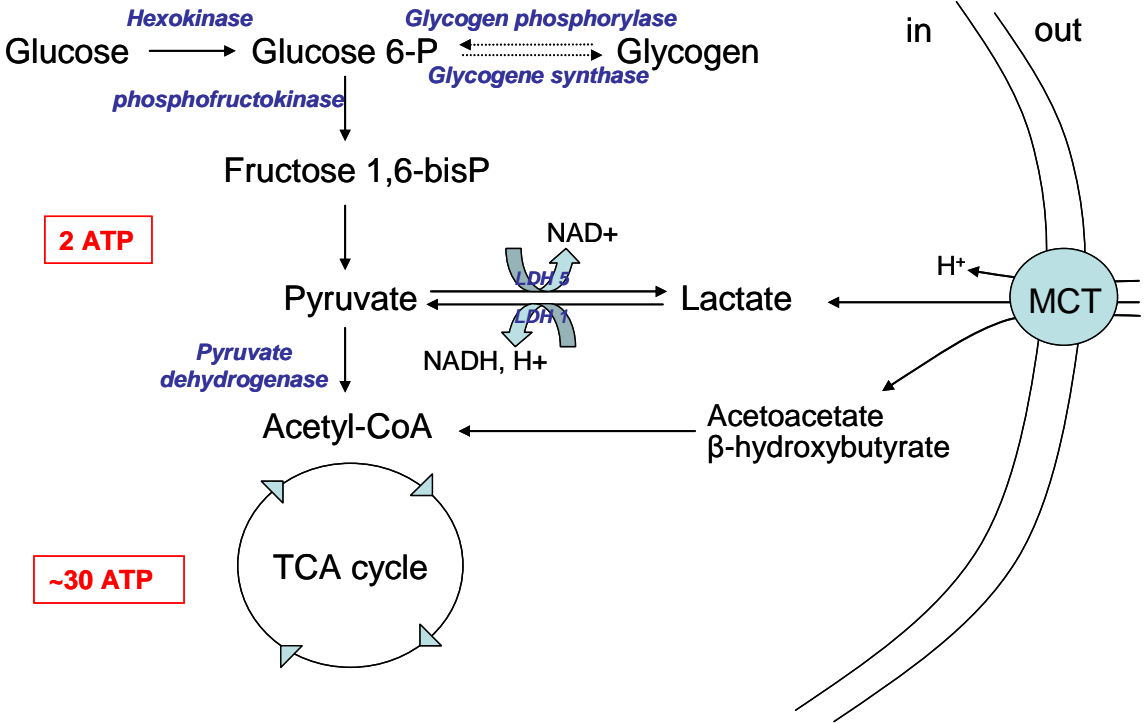 Hexokinase
Glycogen phosphorylase
in
out
Glucose
Glucose 6-P
Glycogen
Glycogene synthase
phosphofructokinase
Fructose 1,6-bisP
2 ATP
NAD+
H+
LDH 5
Pyruvate
Lactate
MCT
LDH 1
NADH, H+
Pyruvate
dehydrogenase
Acetyl-CoA
Acetoacetate
β-hydroxybutyrate
TCA cycle
~30 ATP